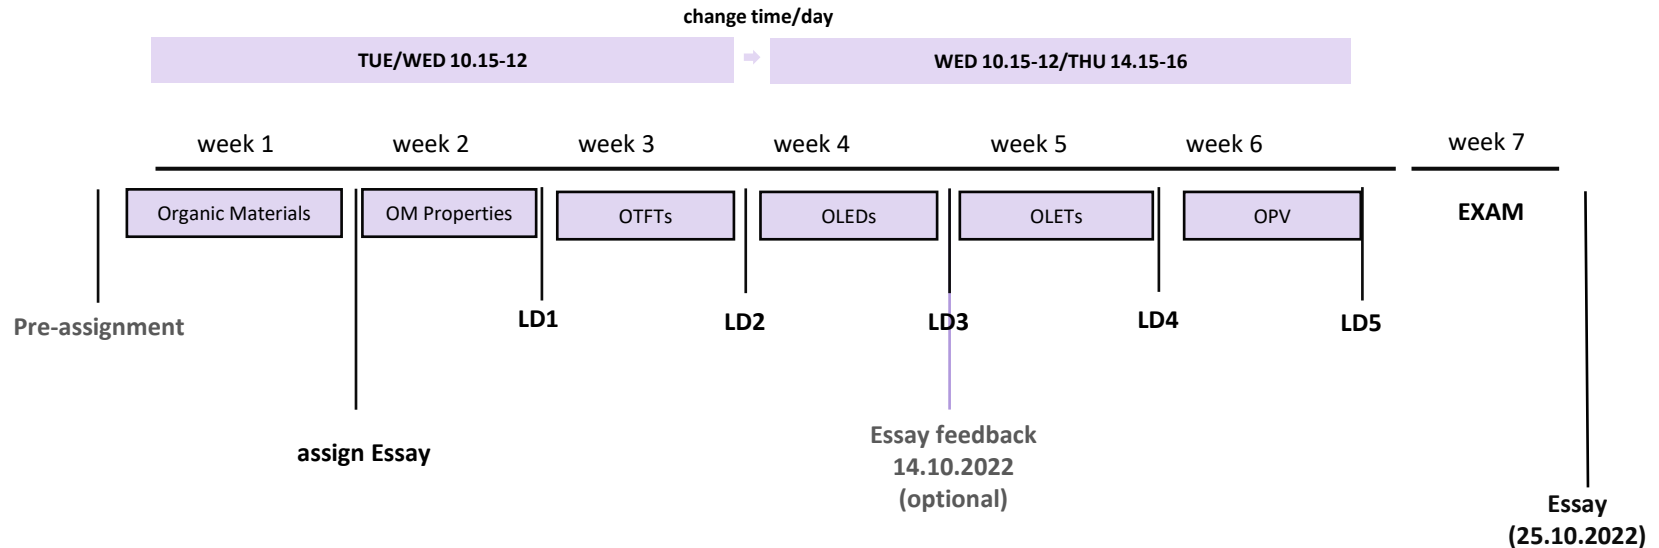 change time/day
TUE/WED 10.15-12
WED 10.15-12/THU 14.15-16
week 1
week 2
week 3
week 4
week 5
week 6
week 7
Organic Materials
OM Properties
OTFTs
OLEDs
OLETs
OPV
EXAM
Pre-assignment
LD1
LD2
LD3
LD4
LD5
assign Essay
Essay feedback
14.10.2022
(optional)
Essay
(25.10.2022)